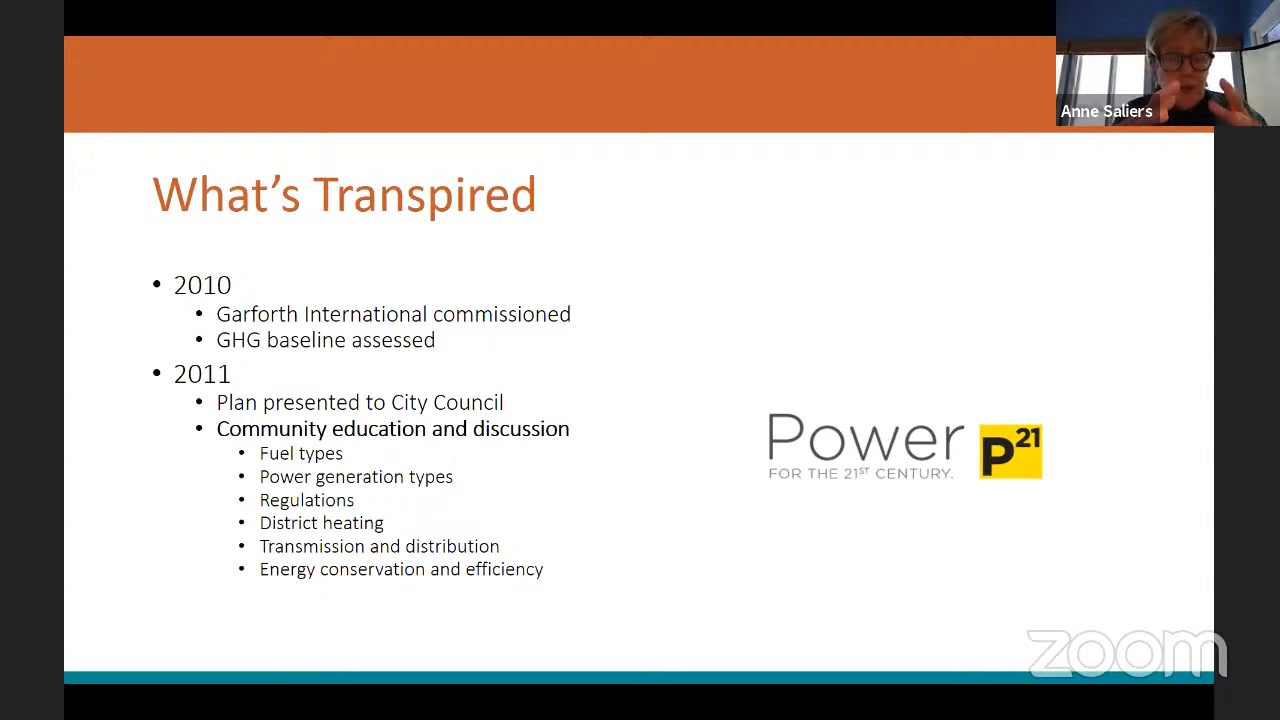 Anne Saliers
What's Transpired
• 2010
• Garforth International commissioned
• GHG baseline assessed
• 2011
• Plan presented to City Council
• Community education and discussion
• Fuel types
• Power generation types
• Regulations
• District heating
• Transmission and distribution
• Energy conservation and efficiency
Power
FOR THE 21ST CENTURY.
P21
zoom